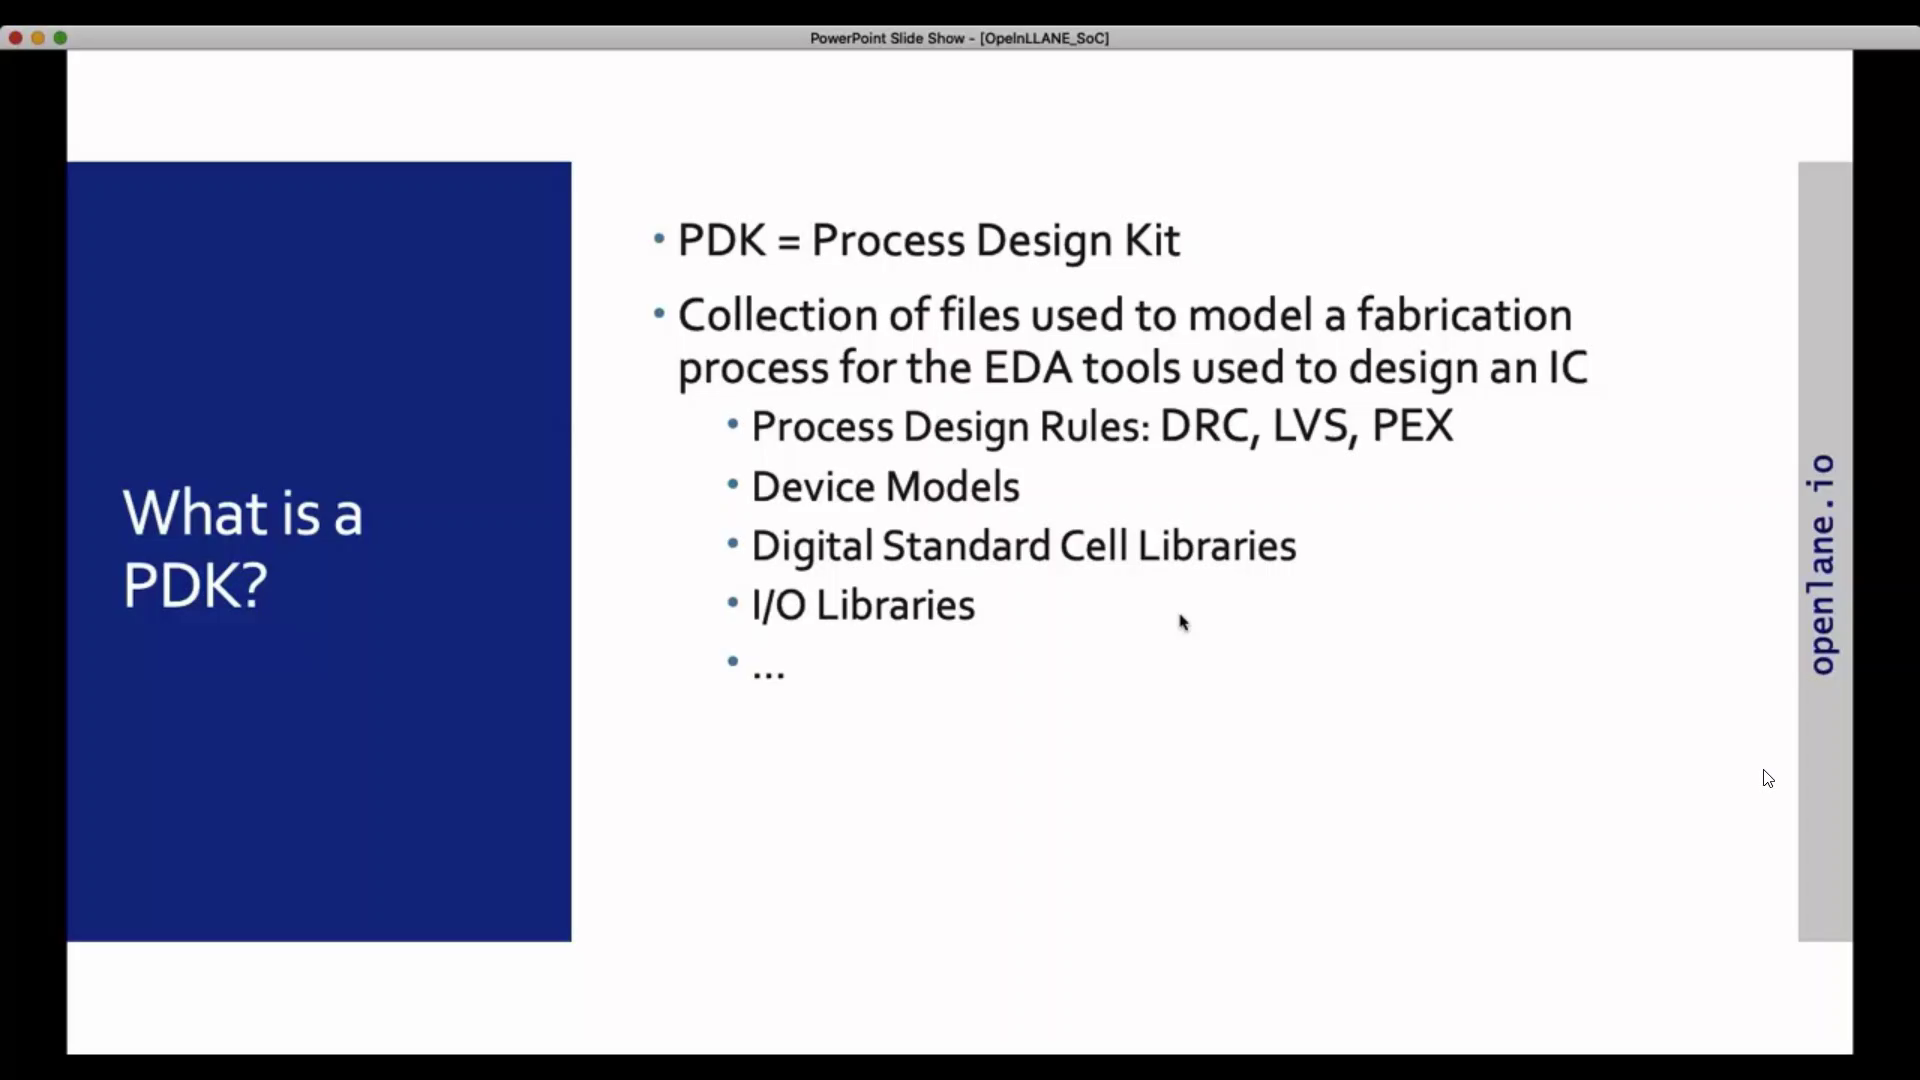 PowerPoint Slide Show - [OpeInLLANE_SoC]
What is a
PDK?
• PDK = Process Design Kit
• Collection of files used to model a fabrication
process for the EDA tools used to design an IC
• Process Design Rules: DRC, LVS, PEX
• Device Models
• Digital Standard Cell Libraries
• I/O Libraries
• ...
openlane.io